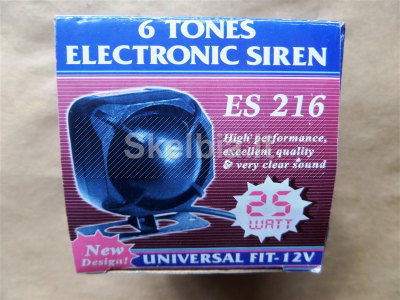 6 TONES
ELECTRONIC SIREN
ES 216
High performance,
excellent quality
& very clear sound
25
WATT
New
Design!
UNIVERSAL FIT-12V